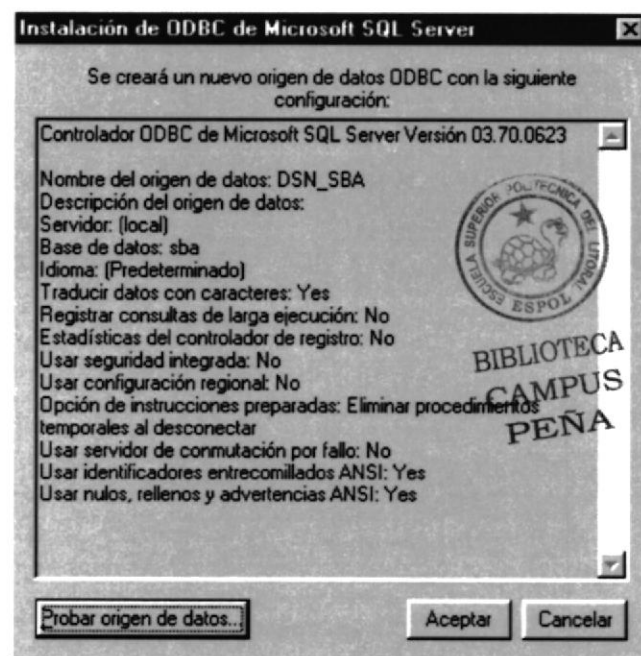 Instalación de ODBC de Microsoft SQL Server
Se creará un nuevo origen de datos ODBC con la siguiente
configuración:
Controlador ODBC de Microsoft SQL Server Versión 03.70.0623
Nombre del origen de datos: DSN_SBA
Descripción del origen de datos:
Servidor: (local)
Base de datos: sba
Idioma: (Predeterminado)
Traducir datos con caracteres: Yes
Registrar consultas de larga ejecución: No
Estadísticas del controlador de registro: No
Usar seguridad integrada: No
Usar configuración regional: No
Opción de instrucciones preparadas: Eliminar procedimientos
temporales al desconectar
Usar servidor de conmutación por fallo: No
Usar identificadores entrecomillados ANSI: Yes
Usar nulos, rellenos y advertencias ANSI: Yes
ESCUELA SUPERIOR POLITECNICA DEL LITORAL
ESPOL
BIBLIOTECA
CAMPUS
PEÑA
Probar origen de datos...
Aceptar
Cancelar